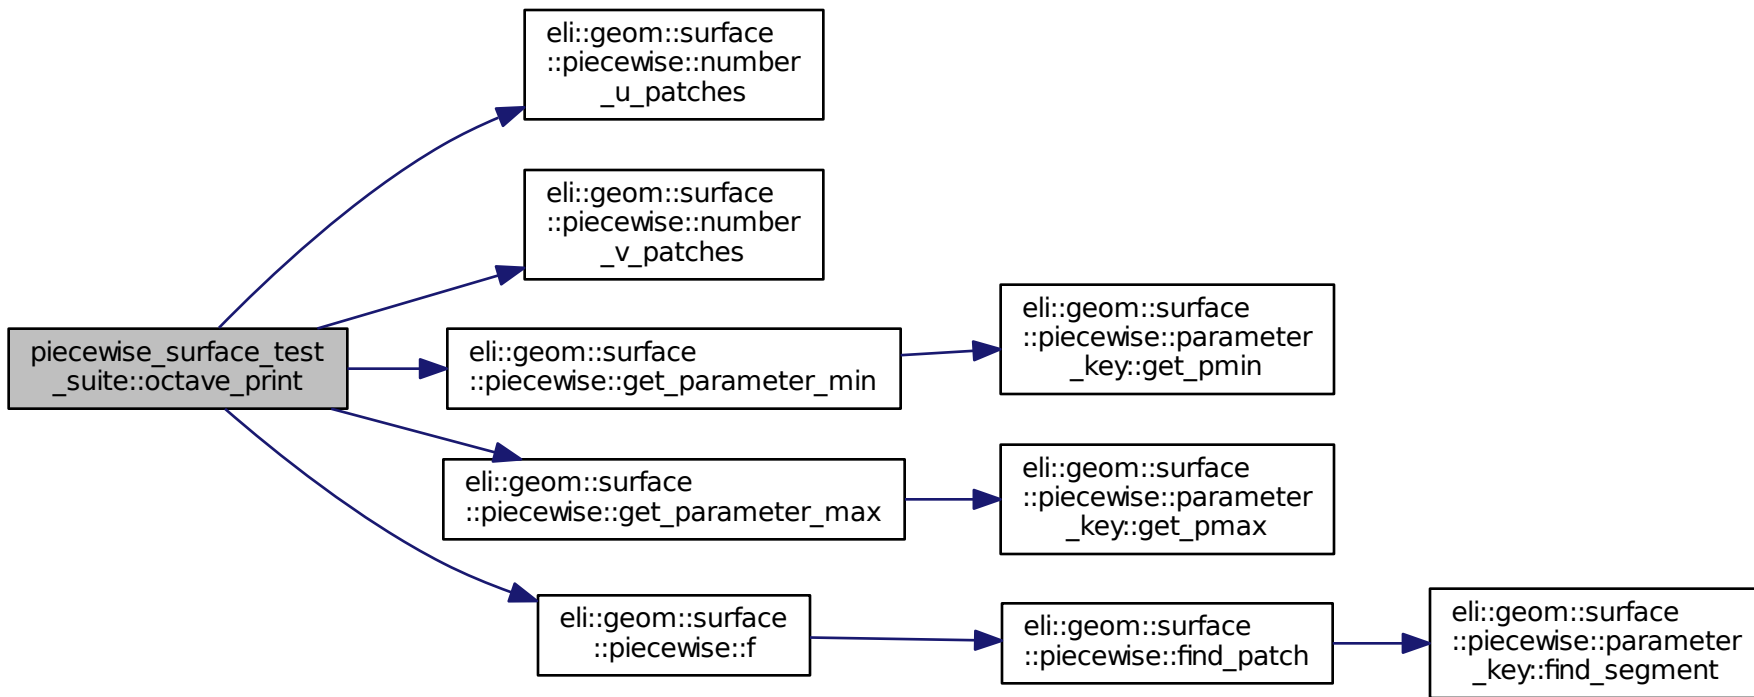 eli::geom::surface
::piecewise::number
_u_patches
eli::geom::surface
::piecewise::number
_v_patches
piecewise_surface_test
_suite::octave_print
eli::geom::surface
::piecewise::get_parameter_min
eli::geom::surface
::piecewise::parameter
_key::get_pmin
eli::geom::surface
::piecewise::get_parameter_max
eli::geom::surface
::piecewise::parameter
_key::get_pmax
eli::geom::surface
::piecewise::f
eli::geom::surface
::piecewise::find_patch
eli::geom::surface
::piecewise::parameter
_key::find_segment